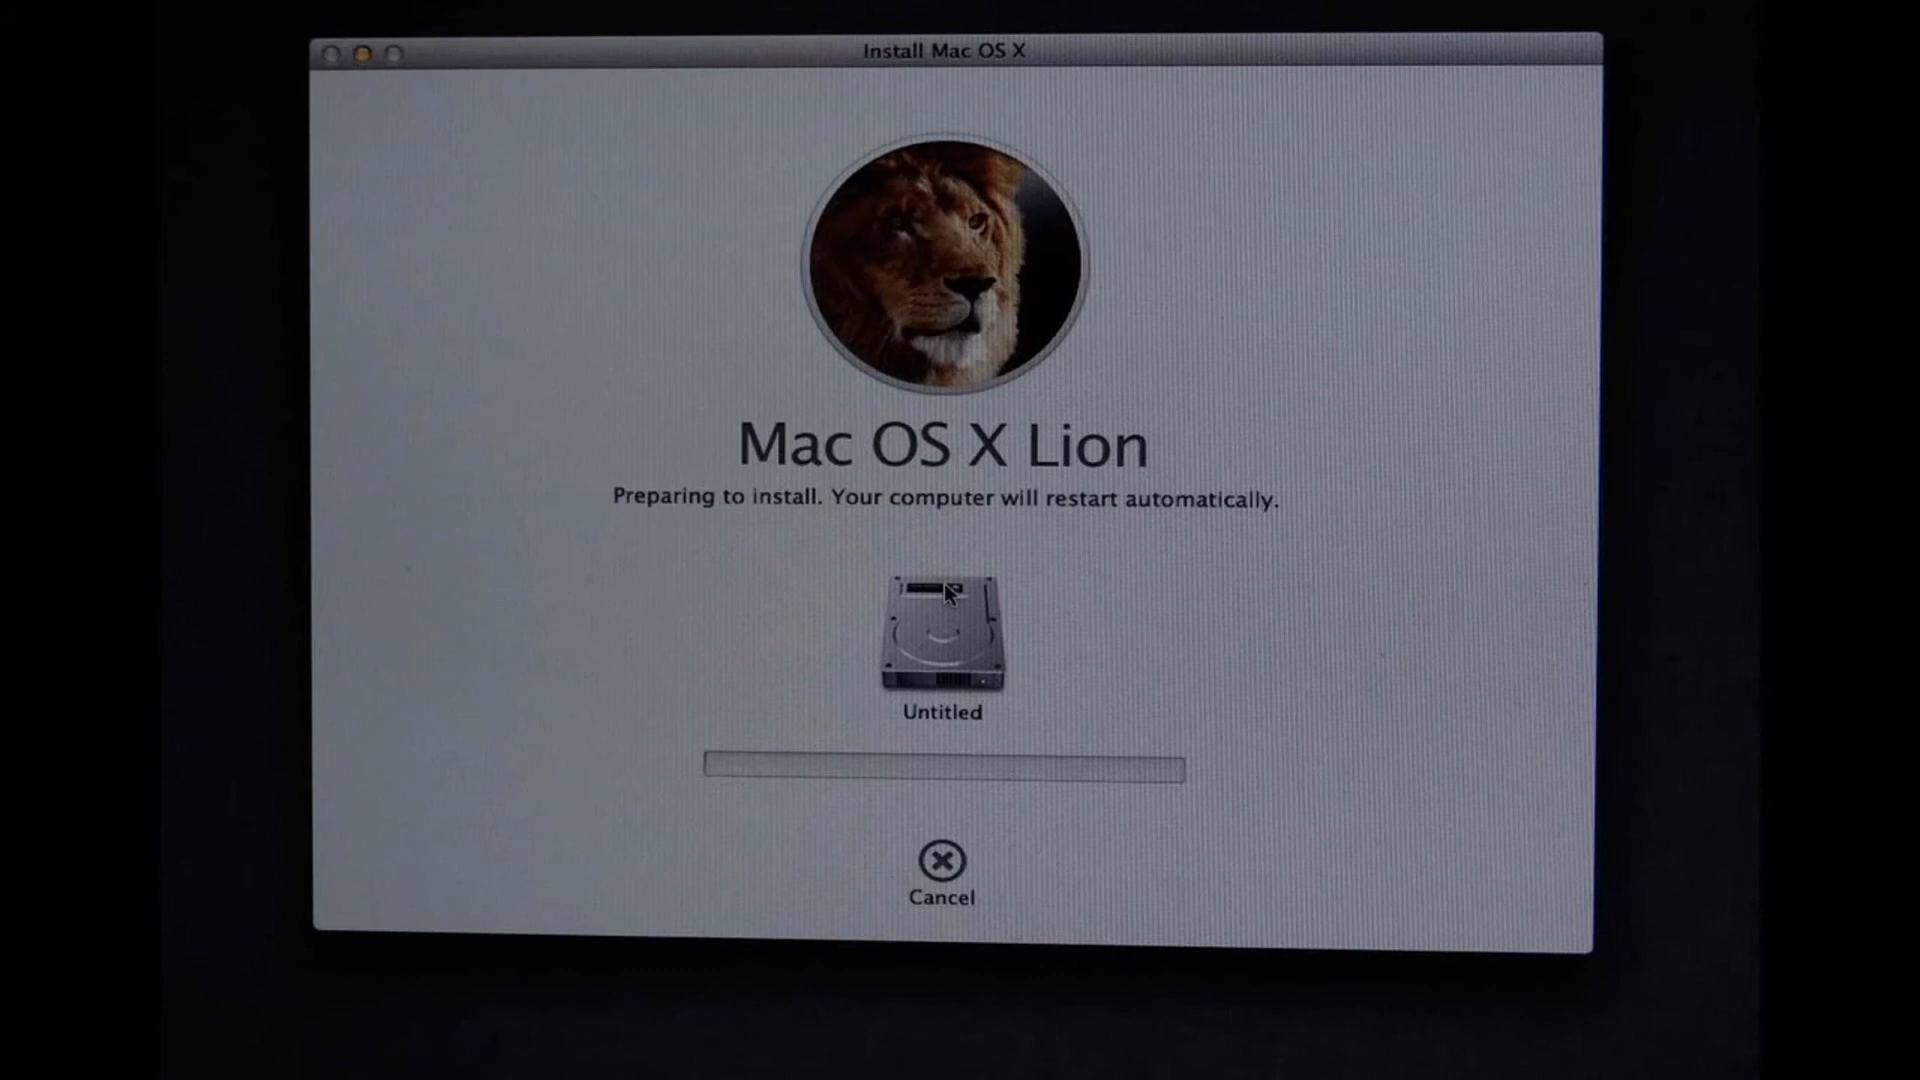 Install Mac OS X
Mac OS X Lion
Preparing to install. Your computer will restart automatically.
Untitled
Cancel